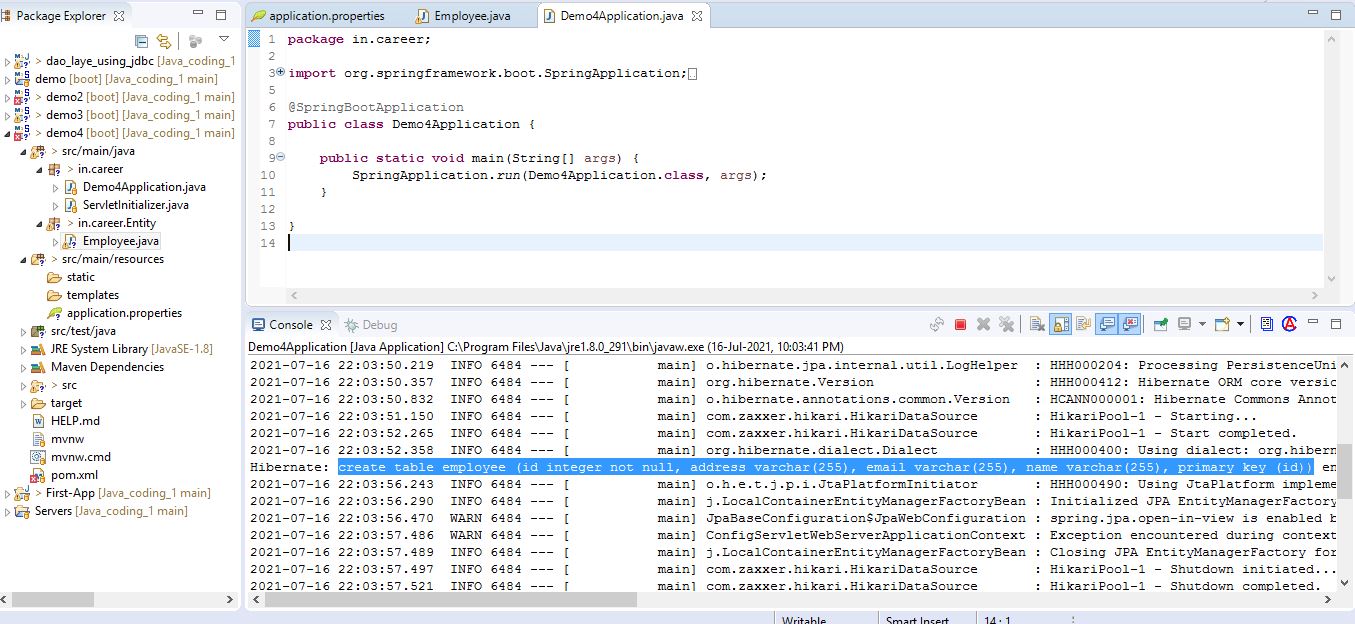 Package Explorer
> dao_laye_using_jdbc [Java_coding_1
demo [boot] [Java_coding_1 main]
> demo2 [boot] [Java_coding_1 main]
> demo3 [boot] [Java_coding_1 main]
> demo4 [boot] [Java_coding_1 main]
> src/main/java
> in.career
Demo4Application.java
ServletInitializer.java
> in.career.Entity
Employee.java
> src/main/resources
static
templates
application.properties
src/test/java
JRE System Library [JavaSE-1.8]
Maven Dependencies
> src
target
HELP.md
mvnw
mvnw.cmd
pom.xml
> First-App [Java_coding_1 main]
Servers [Java_coding_1 main]
application.properties
Employee.java
Demo4Application.java
1 package in.career;
2
3 import org.springframework.boot.SpringApplication;
5
6 @SpringBootApplication
7 public class Demo4Application {
8
9 public static void main(String[] args) {
10 SpringApplication.run(Demo4Application.class, args);
11 }
12
13 }
14
Console
Debug
Demo4Application [Java Application] C:\Program Files\Java\jre1.8.0_291\bin\javaw.exe (16-Jul-2021, 10:03:41 PM)
2021-07-16 22:03:50.219 INFO 6484 --- [ main] o.hibernate.jpa.internal.util.LogHelper : HHH000204: Processing PersistenceUni
2021-07-16 22:03:50.357 INFO 6484 --- [ main] org.hibernate.Version : HHH000412: Hibernate ORM core versic
2021-07-16 22:03:50.832 INFO 6484 --- [ main] o.hibernate.annotations.common.Version : HCANN000001: Hibernate Commons Annot
2021-07-16 22:03:51.150 INFO 6484 --- [ main] com.zaxxer.hikari.HikariDataSource : HikariPool-1 - Starting...
2021-07-16 22:03:52.265 INFO 6484 --- [ main] com.zaxxer.hikari.HikariDataSource : HikariPool-1 - Start completed.
2021-07-16 22:03:52.358 INFO 6484 --- [ main] org.hibernate.dialect.Dialect : HHH000400: Using dialect: org.hibern
Hibernate: create table employee (id integer not null, address varchar(255), email varchar(255), name varchar(255), primary key (id)) en
2021-07-16 22:03:56.243 INFO 6484 --- [ main] o.h.e.t.j.p.i.JtaPlatformInitiator : HHH000490: Using JtaPlatform impleme
2021-07-16 22:03:56.290 INFO 6484 --- [ main] j.LocalContainerEntityManagerFactoryBean : Initialized JPA EntityManagerFactory
2021-07-16 22:03:56.470 WARN 6484 --- [ main] JpaBaseConfiguration$JpaWebConfiguration : spring.jpa.open-in-view is enabled b
2021-07-16 22:03:57.486 WARN 6484 --- [ main] ConfigServletWebServerApplicationContext : Exception encountered during context
2021-07-16 22:03:57.489 INFO 6484 --- [ main] j.LocalContainerEntityManagerFactoryBean : Closing JPA EntityManagerFactory for
2021-07-16 22:03:57.497 INFO 6484 --- [ main] com.zaxxer.hikari.HikariDataSource : HikariPool-1 - Shutdown initiated...
2021-07-16 22:03:57.521 INFO 6484 --- [ main] com.zaxxer.hikari.HikariDataSource : HikariPool-1 - Shutdown completed.
Writable
Smart Insert
14 : 1